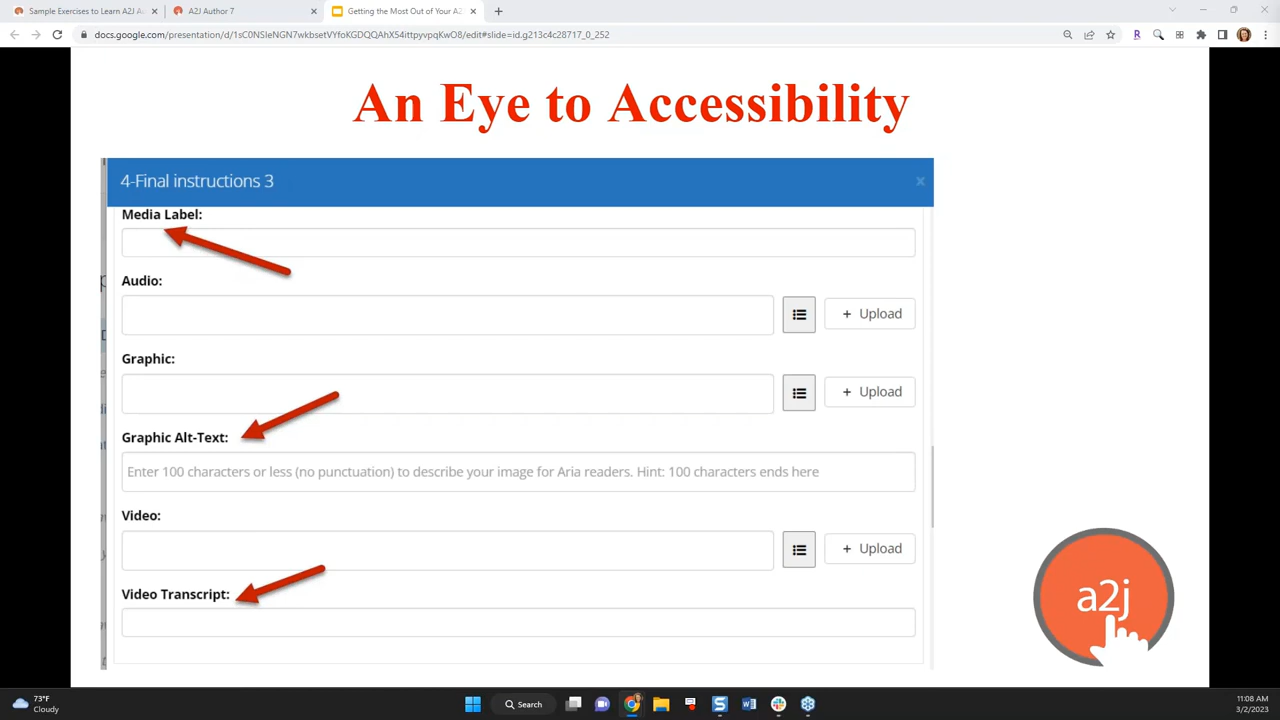 Sample Exercises to Learn A2J Au
A2J Author 7
Getting the Most Out of Your A2
docs.google.com/presentation/d/1sC0NSIeNGN7wkbsetVYfoKGDQQAhX54ittpyvpqKwO8/edit#slide=id.g213c4c28717_0_252
An Eye to Accessibility
4-Final instructions 3
Media Label:
Audio:
+ Upload
Graphic:
+ Upload
Graphic Alt-Text:
Enter 100 characters or less (no punctuation) to describe your image for Aria readers. Hint: 100 characters ends here
Video:
+ Upload
Video Transcript:
a2j
73°F
Cloudy
Search
11:08 AM
3/2/2023